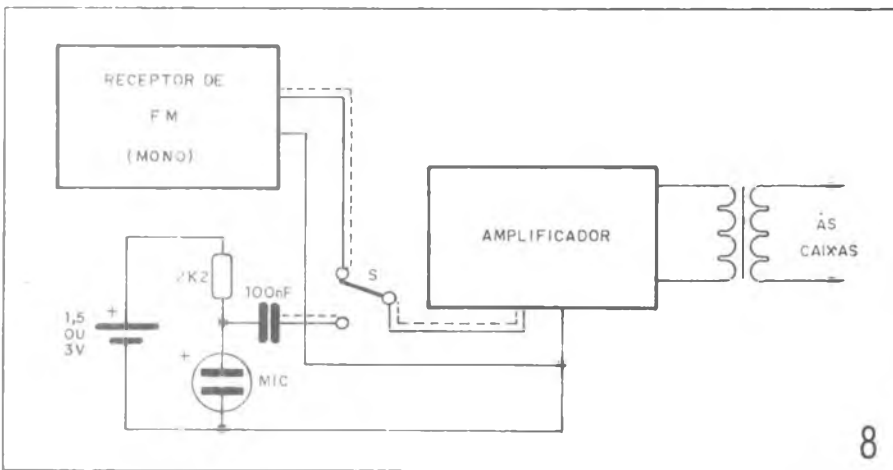 RECEPTOR DE
FM
(MONO)
AMPLIFICADOR
ÀS
CAIXAS
S
2K2
100nF
1,5
OU
3V
+
+
MIC
8